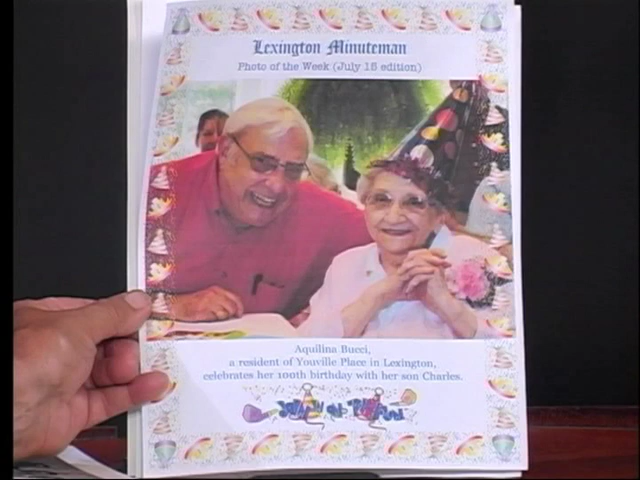 Lexington Minuteman
Photo of the Week (July 15 edition)
Aquilina Bucci,
a resident of Youville Place in Lexington,
celebrates her 100th birthday with her son Charles.